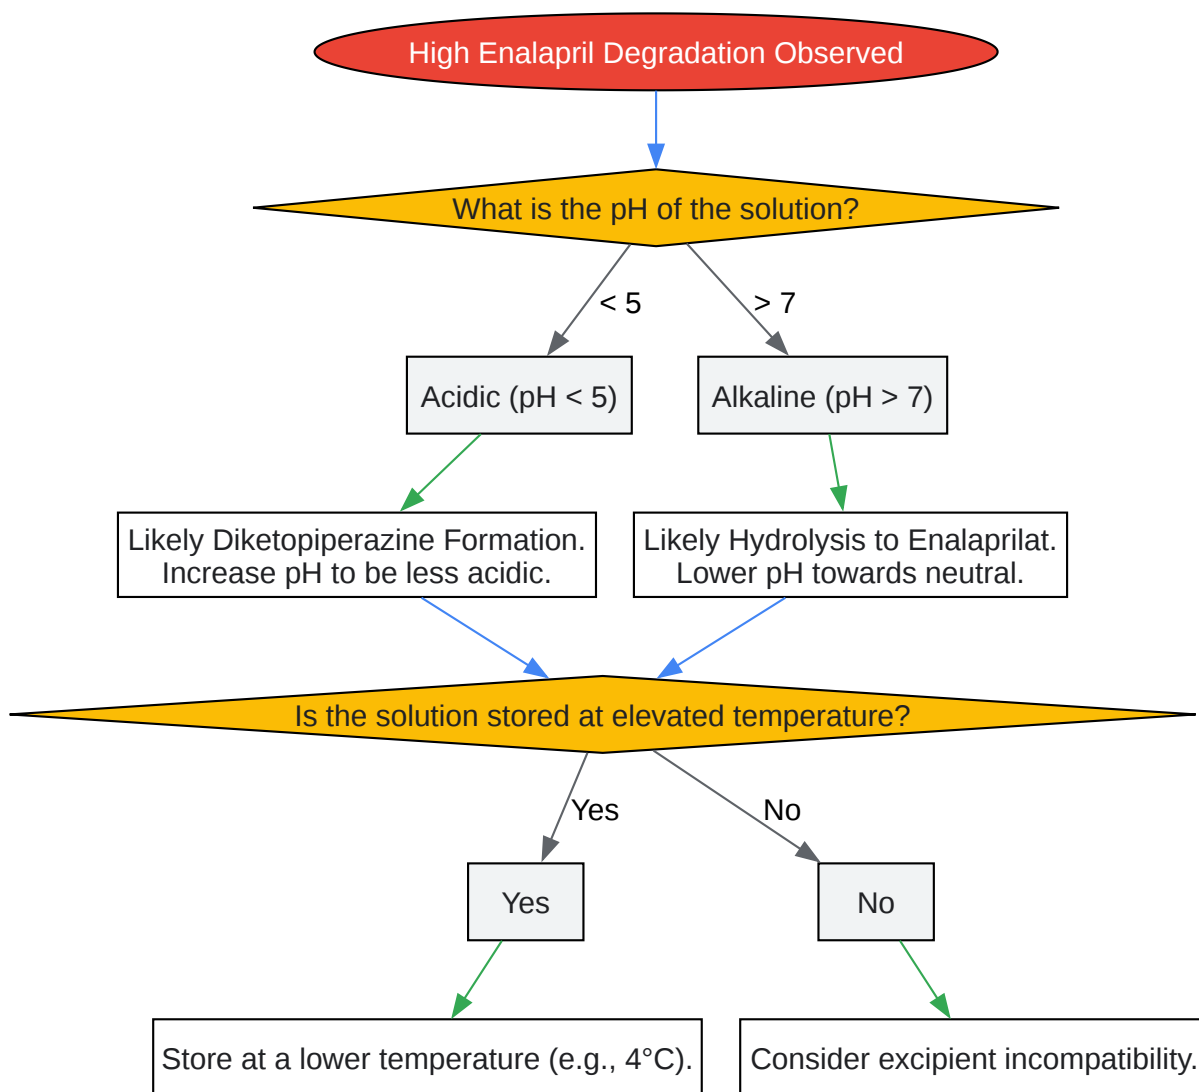 High Enalapril Degradation Observed
What is the pH of the solution?
< 5
> 7
Acidic (pH < 5)
Alkaline (pH > 7)
Likely Diketopiperazine Formation.
Increase pH to be less acidic.
Likely Hydrolysis to Enalaprilat.
Lower pH towards neutral.
Is the solution stored at elevated temperature?
Yes
No
Yes
No
Store at a lower temperature (e.g., 4°C).
Consider excipient incompatibility.